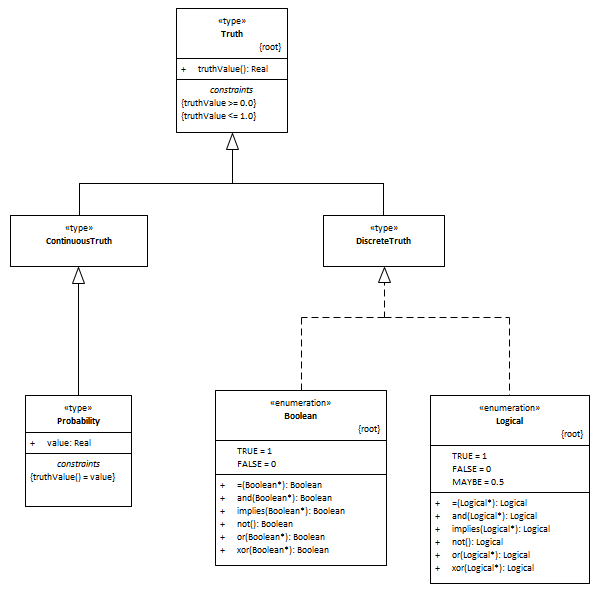 «type»
Truth
{root}
+ truthValue(): Real
constraints
{truthValue >= 0.0}
{truthValue <= 1.0}
«type»
ContinuousTruth
«type»
DiscreteTruth
«type»
Probability
+ value: Real
constraints
{truthValue() = value}
«enumeration»
Boolean
{root}
TRUE = 1
FALSE = 0
+ =(Boolean*): Boolean
+ and(Boolean*): Boolean
+ implies(Boolean*): Boolean
+ not(): Boolean
+ or(Boolean*): Boolean
+ xor(Boolean*): Boolean
«enumeration»
Logical
{root}
TRUE = 1
FALSE = 0
MAYBE = 0.5
+ =(Logical*): Logical
+ and(Logical*): Logical
+ implies(Logical*): Logical
+ not(): Logical
+ or(Logical*): Logical
+ xor(Logical*): Logical